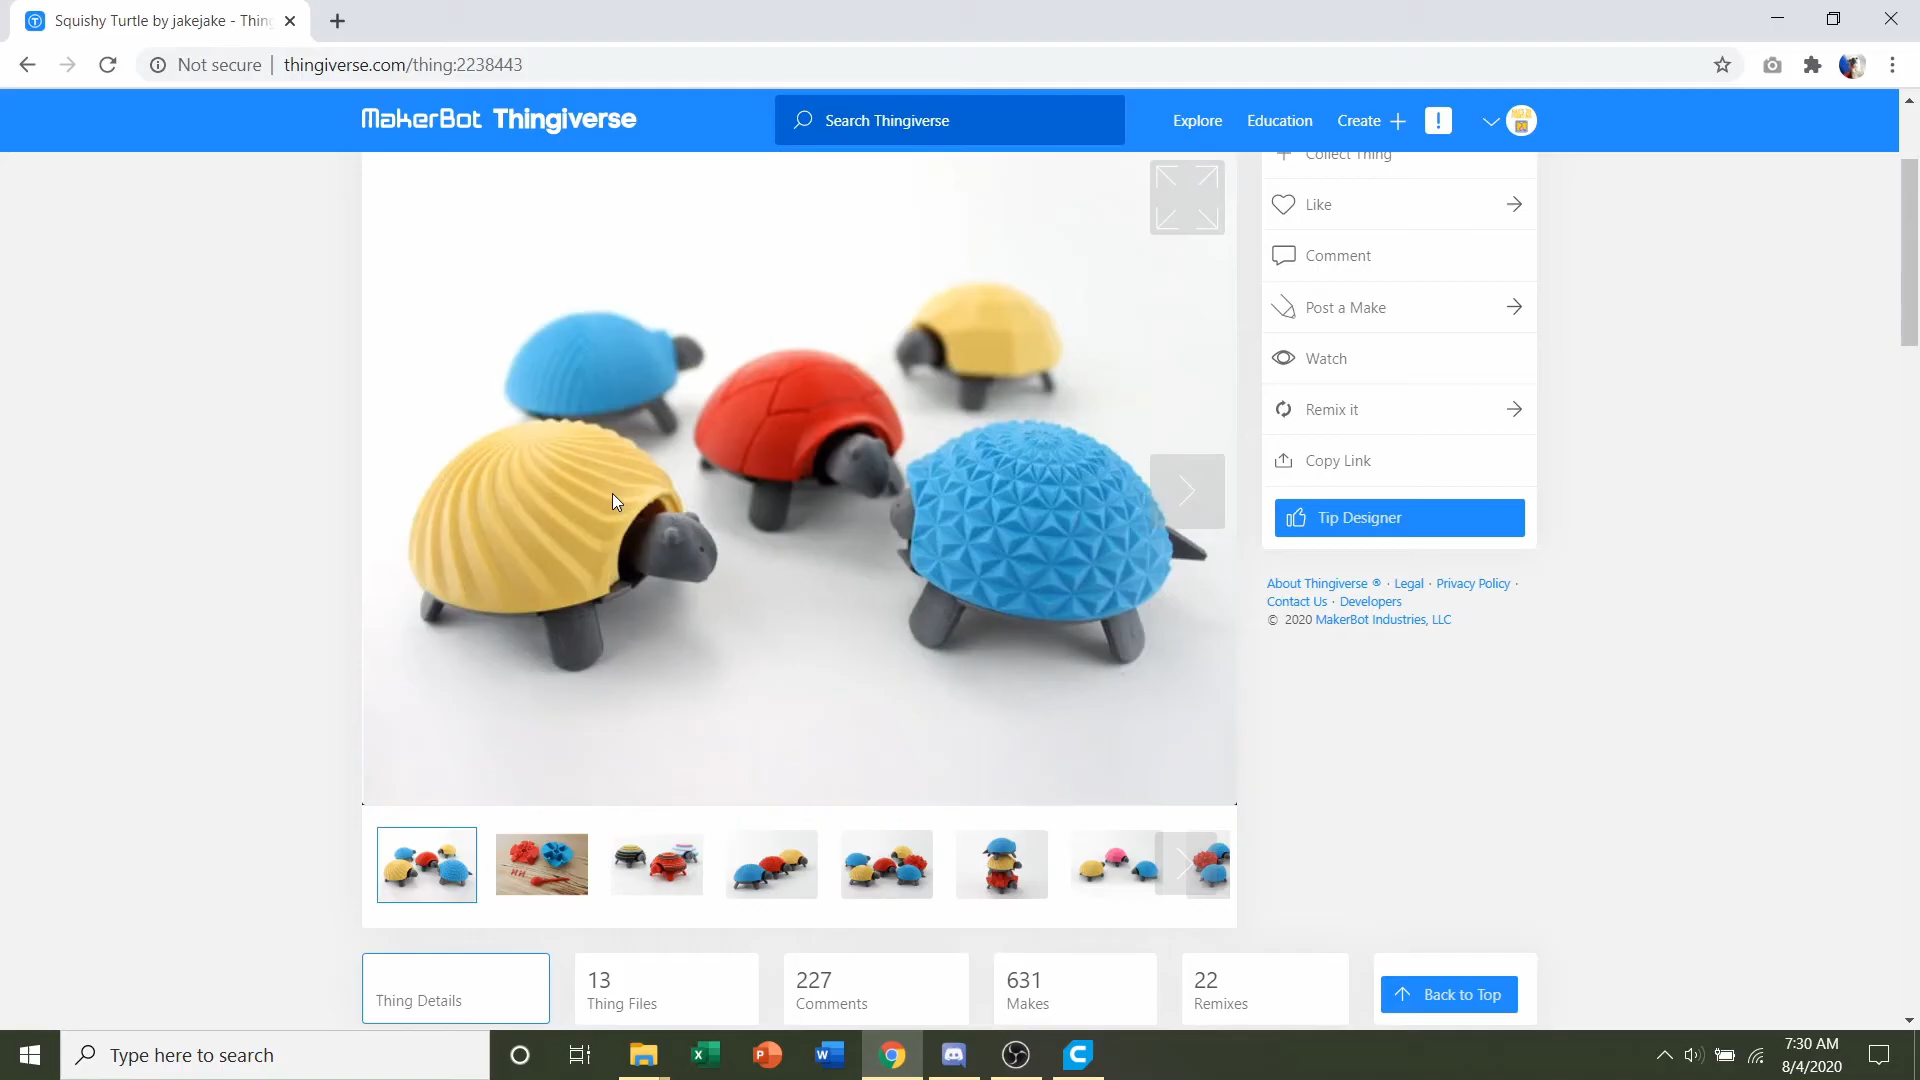 Squishy Turtle by jakejake - Thing
Not secure | thingiverse.com/thing:2238443
MakerBot Thingiverse
Search Thingiverse
Explore
Education
Create
Collect Thing
Like
Comment
Post a Make
Watch
Remix it
Copy Link
Tip Designer
About Thingiverse ® · Legal · Privacy Policy ·
Contact Us · Developers
© 2020 MakerBot Industries, LLC
Thing Details
13
Thing Files
227
Comments
631
Makes
22
Remixes
Back to Top
Type here to search
7:30 AM
8/4/2020